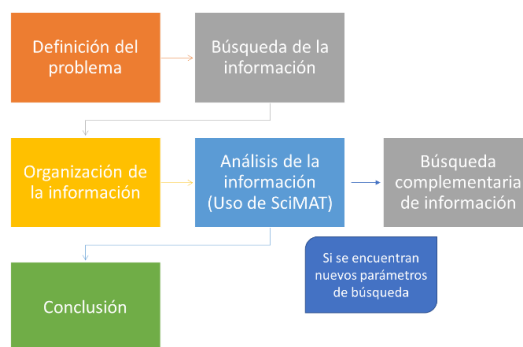 Definición del
problema
Búsqueda de la
información
Organización de
la información
Análisis de la
información
(Uso de SciMAT)
Búsqueda
complementaria
de información
Si se encuentran
nuevos parámetros
de búsqueda
Conclusión